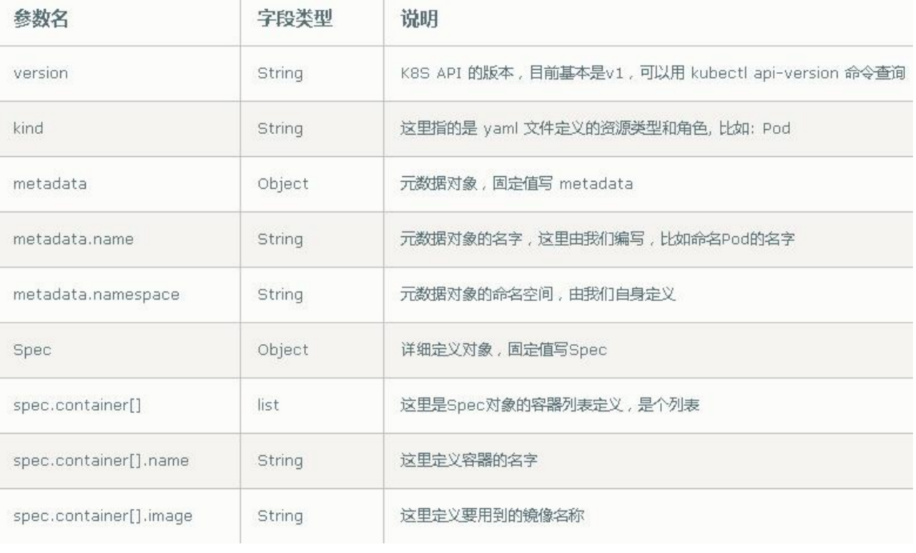 参数名 字段类型 说明
version String K8S API 的版本，目前基本是v1，可以用 kubectl api-version 命令查询
kind String 这里指的是 yaml 文件定义的资源类型和角色, 比如: Pod
metadata Object 元数据对象，固定值写 metadata
metadata.name String 元数据对象的名字，这里由我们编写，比如命名Pod的名字
metadata.namespace String 元数据对象的命名空间，由我们自身定义
Spec Object 详细定义对象，固定值写Spec
spec.container[] list 这里是Spec对象的容器列表定义，是个列表
spec.container[].name String 这里定义容器的名字
spec.container[].image String 这里定义要用到的镜像名称